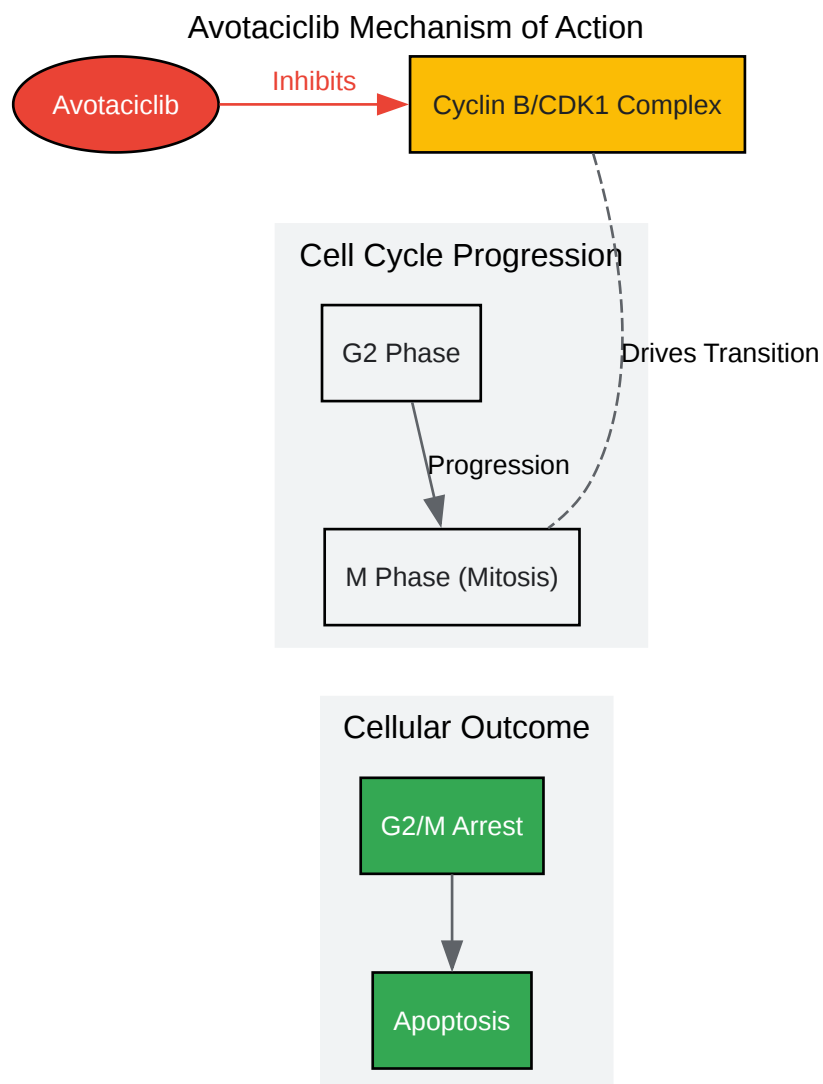 Avotaciclib Mechanism of Action
Avotaciclib
Inhibits
Cyclin B/CDK1 Complex
Cell Cycle Progression
G2 Phase
Drives Transition
Progression
M Phase (Mitosis)
Cellular Outcome
G2/M Arrest
Apoptosis